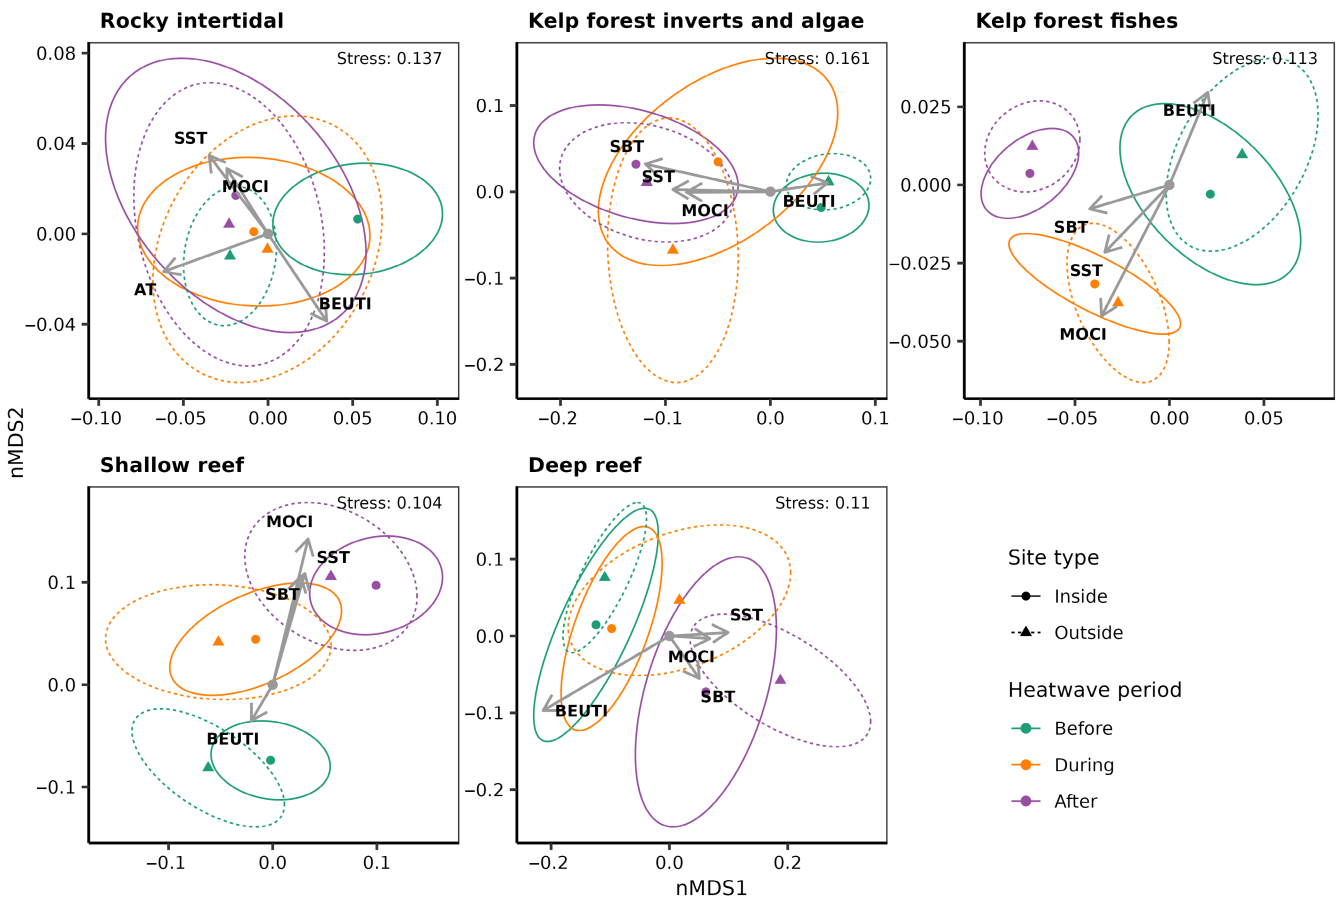 Rocky intertidal
Stress: 0.137
0.08
0.04
0.00
−0.04
SST
MOCI
AT
BEUTI
−0.10
−0.05
0.00
0.05
0.10
Kelp forest inverts and algae
Stress: 0.161
0.1
0.0
−0.1
−0.2
SBT
SST
MOCI
BEUTI
−0.2
−0.1
0.0
0.1
Kelp forest fishes
Stress: 0.113
0.025
0.000
−0.025
−0.050
BEUTI
SBT
SST
MOCI
−0.10
−0.05
0.00
0.05
nMDS2
Shallow reef
Stress: 0.104
0.1
0.0
−0.1
MOCI
SST
SBT
BEUTI
−0.1
0.0
0.1
Deep reef
Stress: 0.11
0.1
0.0
−0.1
−0.2
SST
MOCI
SBT
BEUTI
−0.2
0.0
0.2
nMDS1
Site type
Inside
Outside
Heatwave period
Before
During
After